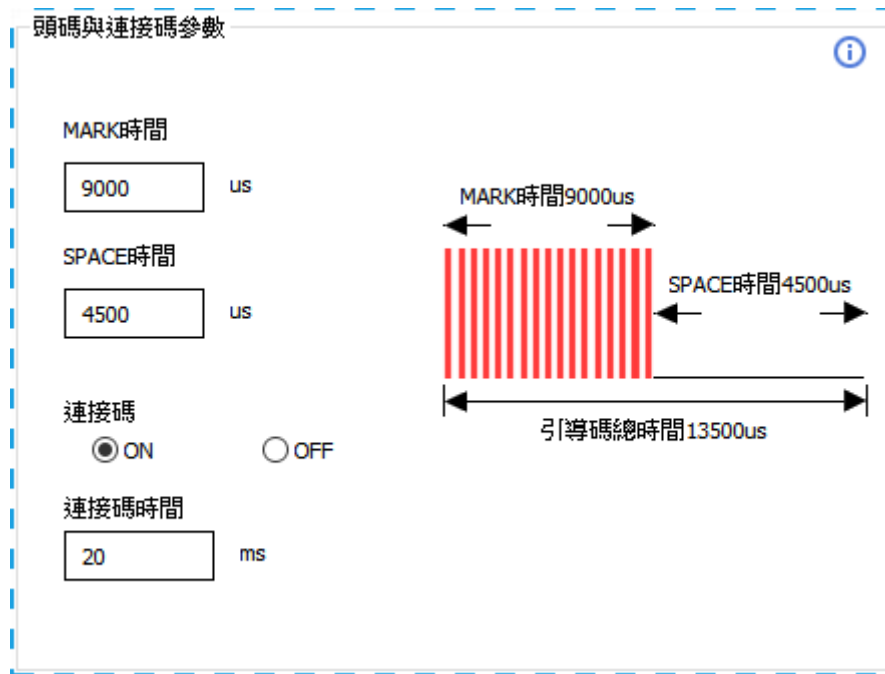 頭碼與連接碼參數
MARK時間
9000 us
SPACE時間
4500 us
連接碼
ON OFF
連接碼時間
20 ms
MARK時間9000us
SPACE時間4500us
引導碼總時間13500us